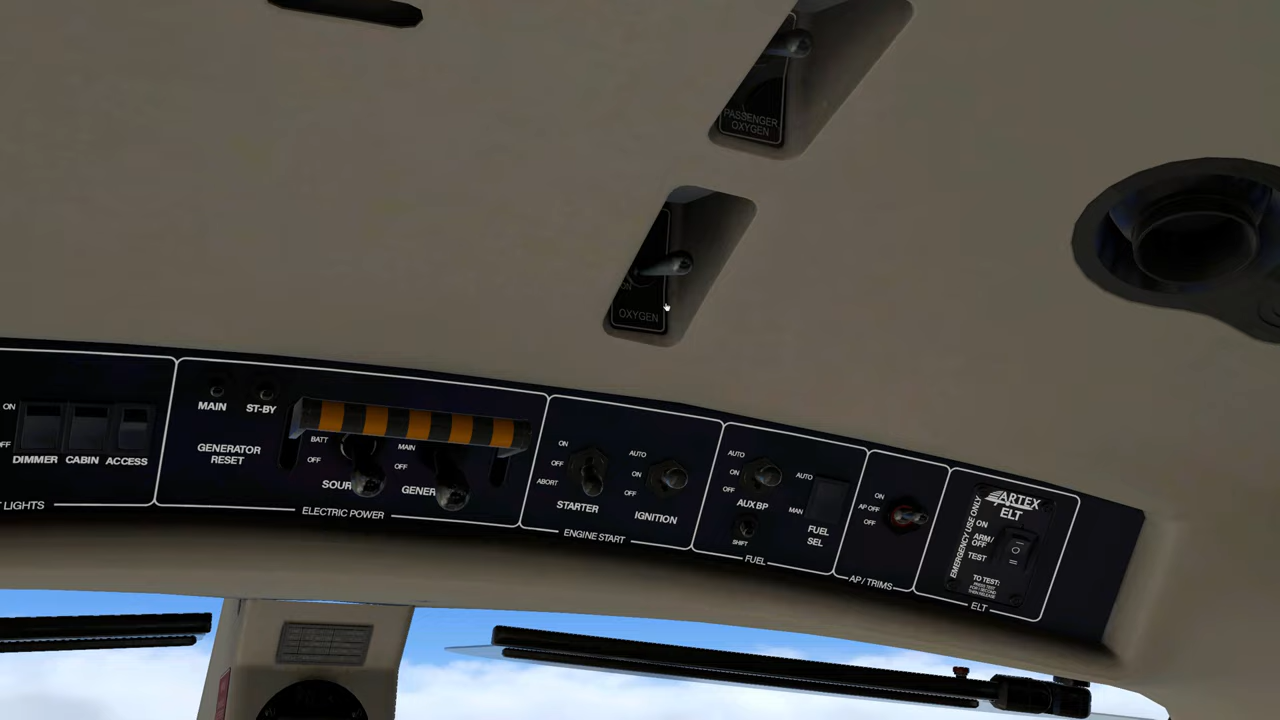 PASSENGER
OXYGEN
ON
OXYGEN
ON
OFF
DIMMER CABIN ACCESS
LIGHTS
MAIN ST-BY
GENERATOR
RESET
BATT
OFF
SOUR
MAIN
OFF
GENER
ELECTRIC POWER
ON
OFF
ABORT
STARTER
AUTO
ON
OFF
IGNITION
ENGINE START
AUTO
ON
OFF
AUX BP
SHIFT
AUTO
MAN
FUEL
SEL
FUEL
ON
AP OFF
OFF
AP / TRIMS
EMERGENCY USE ONLY
ARTEX
ELT
ON
ARM/
OFF
TEST
TO TEST:
ELT